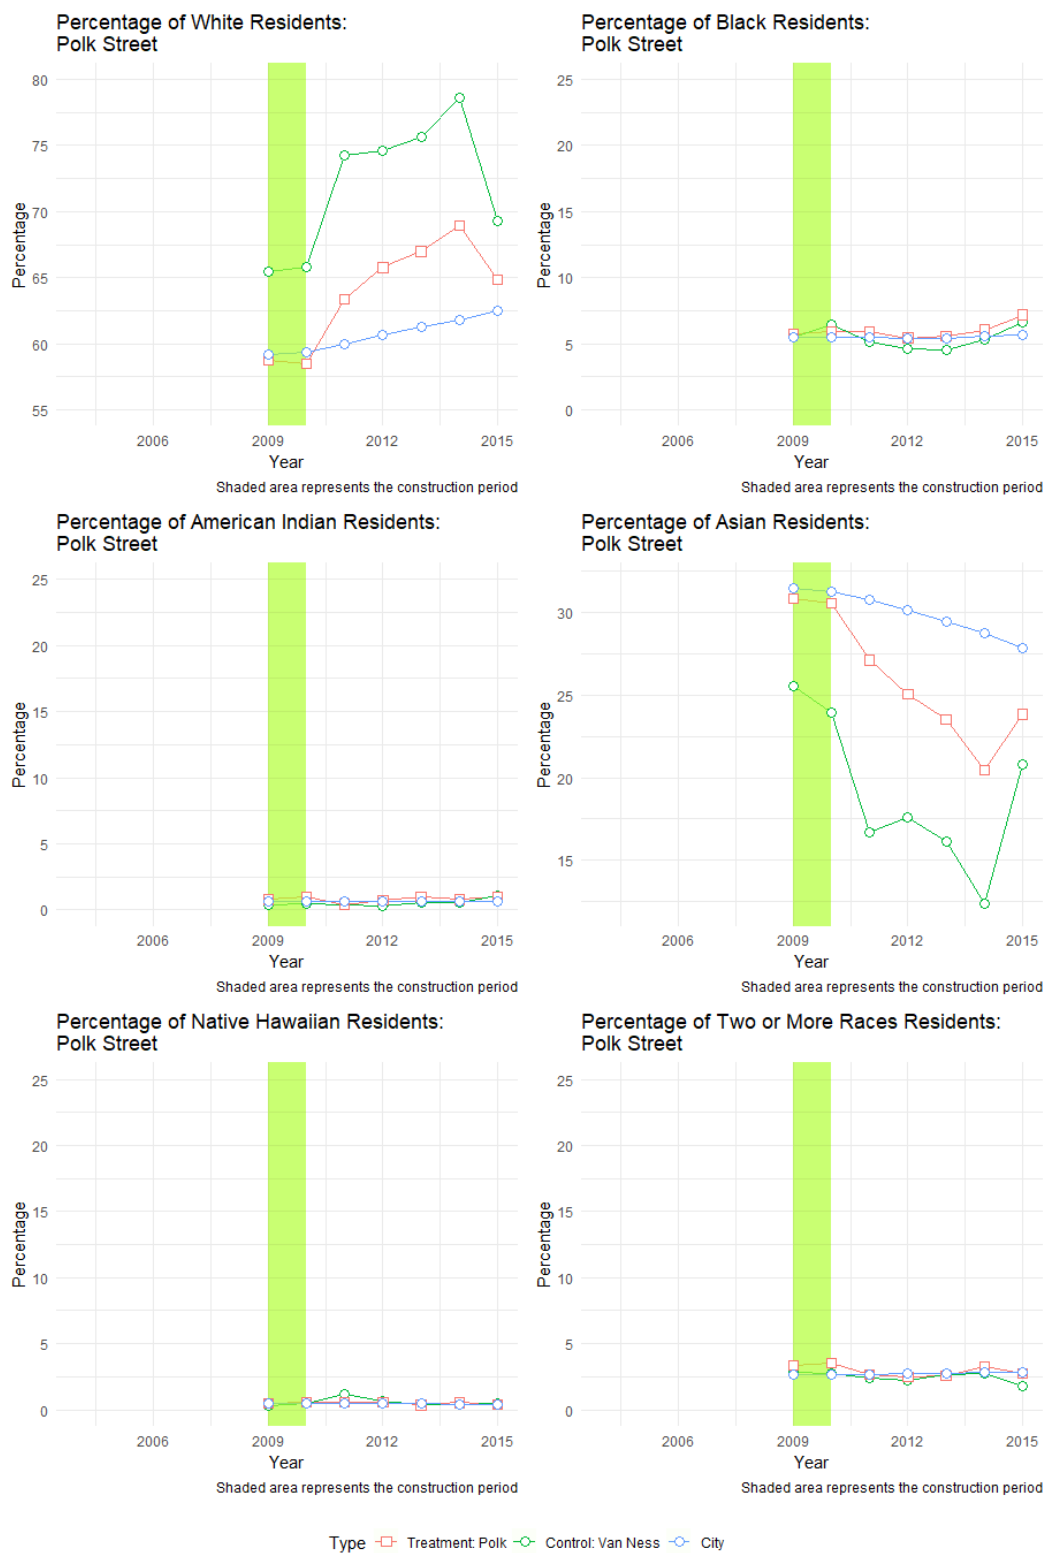 Percentage of White Residents:
Polk Street
80
75
70
65
60
55
Percentage
2006 2009 2012 2015
Year
Shaded area represents the construction period
Percentage of Black Residents:
Polk Street
25
20
15
10
5
0
Percentage
2006 2009 2012 2015
Year
Shaded area represents the construction period
Percentage of American Indian Residents:
Polk Street
25
20
15
10
5
0
Percentage
2006 2009 2012 2015
Year
Shaded area represents the construction period
Percentage of Asian Residents:
Polk Street
30
25
20
15
Percentage
2006 2009 2012 2015
Year
Shaded area represents the construction period
Percentage of Native Hawaiian Residents:
Polk Street
25
20
15
10
5
0
Percentage
2006 2009 2012 2015
Year
Shaded area represents the construction period
Percentage of Two or More Races Residents:
Polk Street
25
20
15
10
5
0
Percentage
2006 2009 2012 2015
Year
Shaded area represents the construction period
Type Treatment: Polk Control: Van Ness City